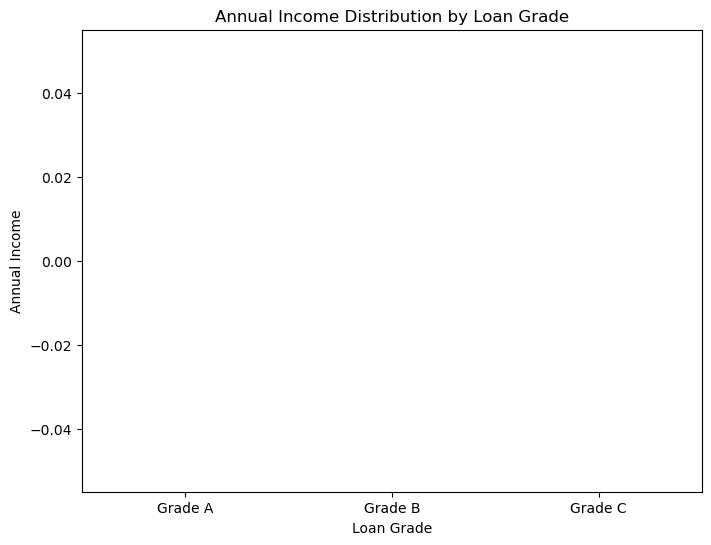 Annual Income Distribution by Loan Grade
0.04
0.02
0.00
−0.02
−0.04
Annual Income
Grade A Grade B Grade C
Loan Grade